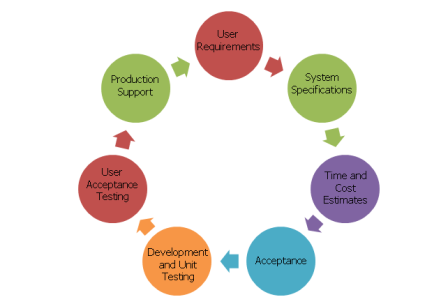 User
Requirements
System
Specifications
Time and
Cost
Estimates
Acceptance
Development
and Unit
Testing
User
Acceptance
Testing
Production
Support